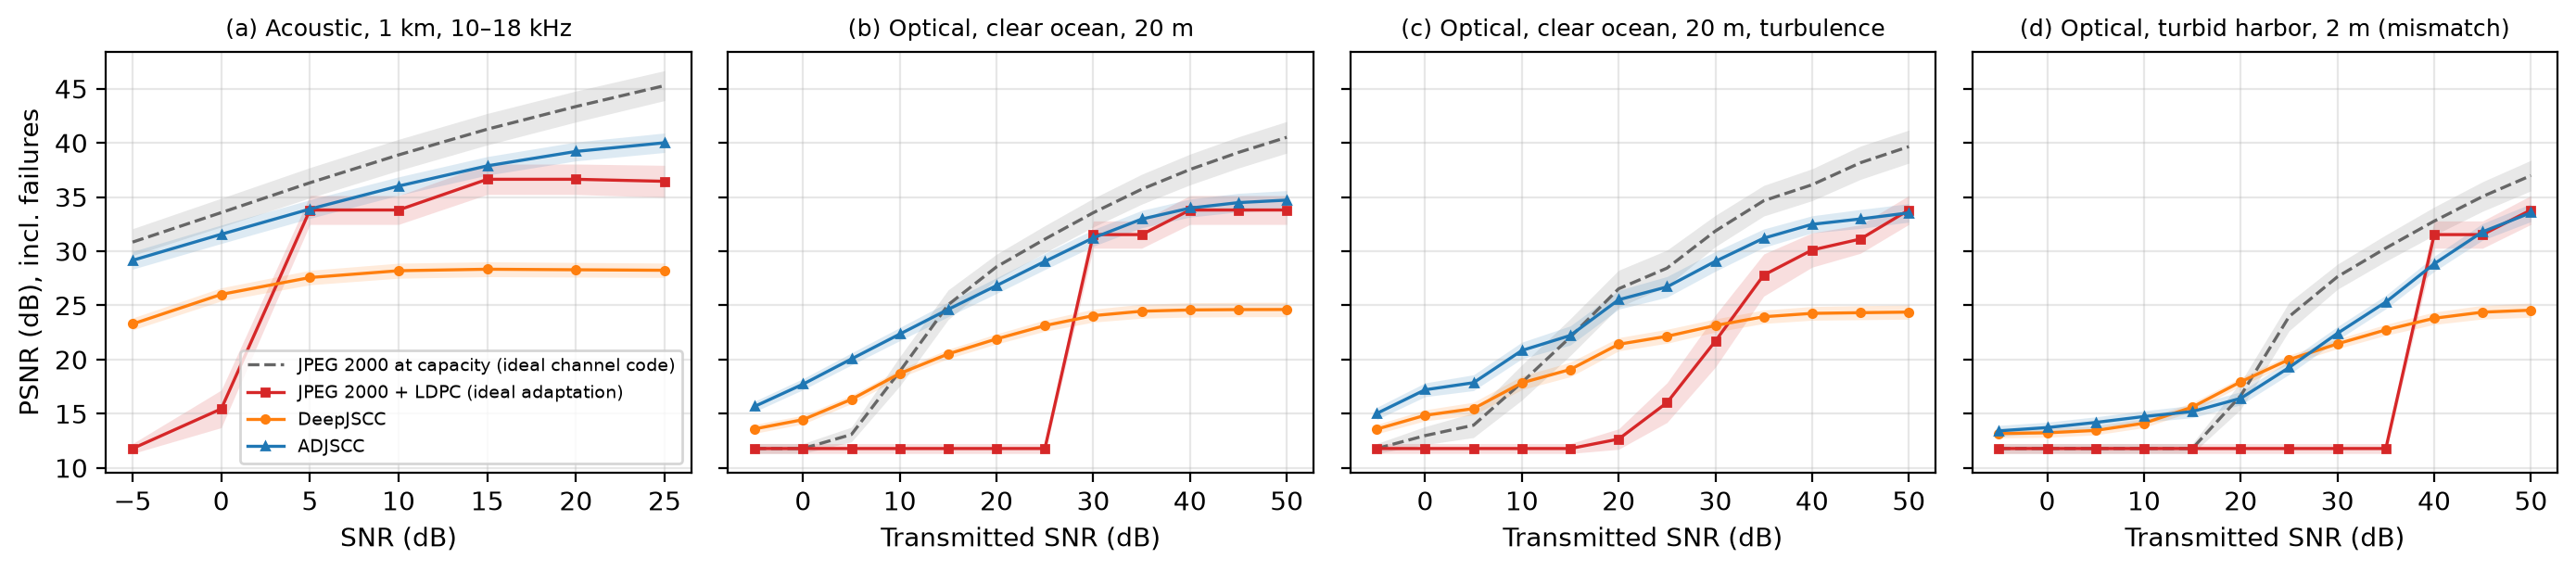 (a) Acoustic, 1 km, 10–18 kHz
(b) Optical, clear ocean, 20 m
(c) Optical, clear ocean, 20 m, turbulence
(d) Optical, turbid harbor, 2 m (mismatch)
PSNR (dB), incl. failures
45
40
35
30
25
20
15
10
JPEG 2000 at capacity (ideal channel code)
JPEG 2000 + LDPC (ideal adaptation)
DeepJSCC
ADJSCC
−5 0 5 10 15 20 25
0 10 20 30 40 50
0 10 20 30 40 50
0 10 20 30 40 50
SNR (dB)
Transmitted SNR (dB)
Transmitted SNR (dB)
Transmitted SNR (dB)